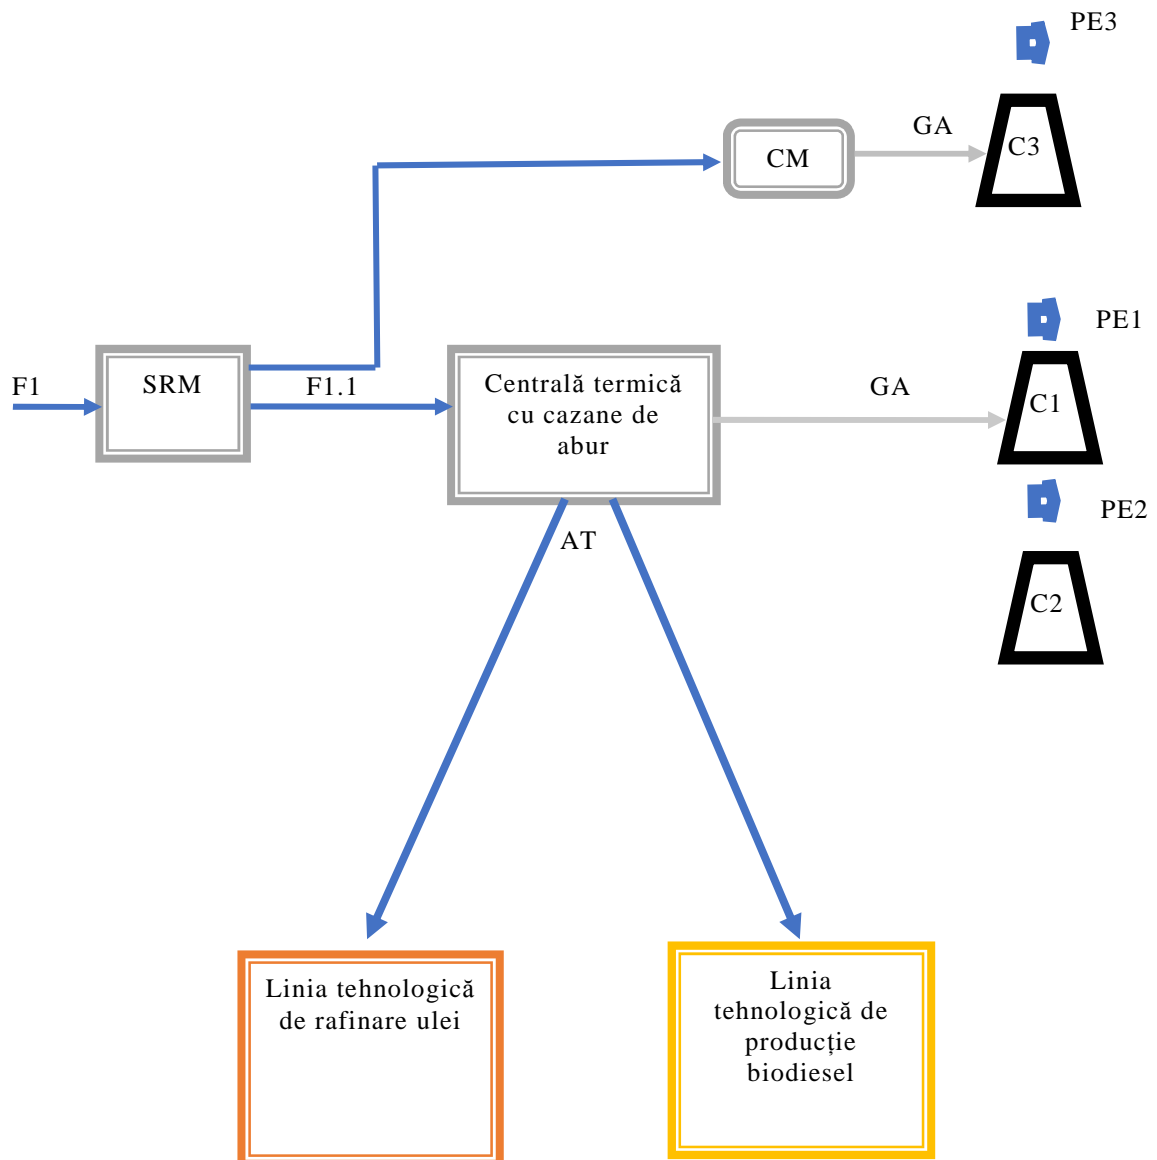 PE3
GA
CM
C3
PE1
F1
SRM
F1.1
Centrală termică
cu cazane de
abur
GA
C1
PE2
AT
C2
Linia tehnologică
de rafinare ulei
Linia
tehnologică de
producție
biodiesel